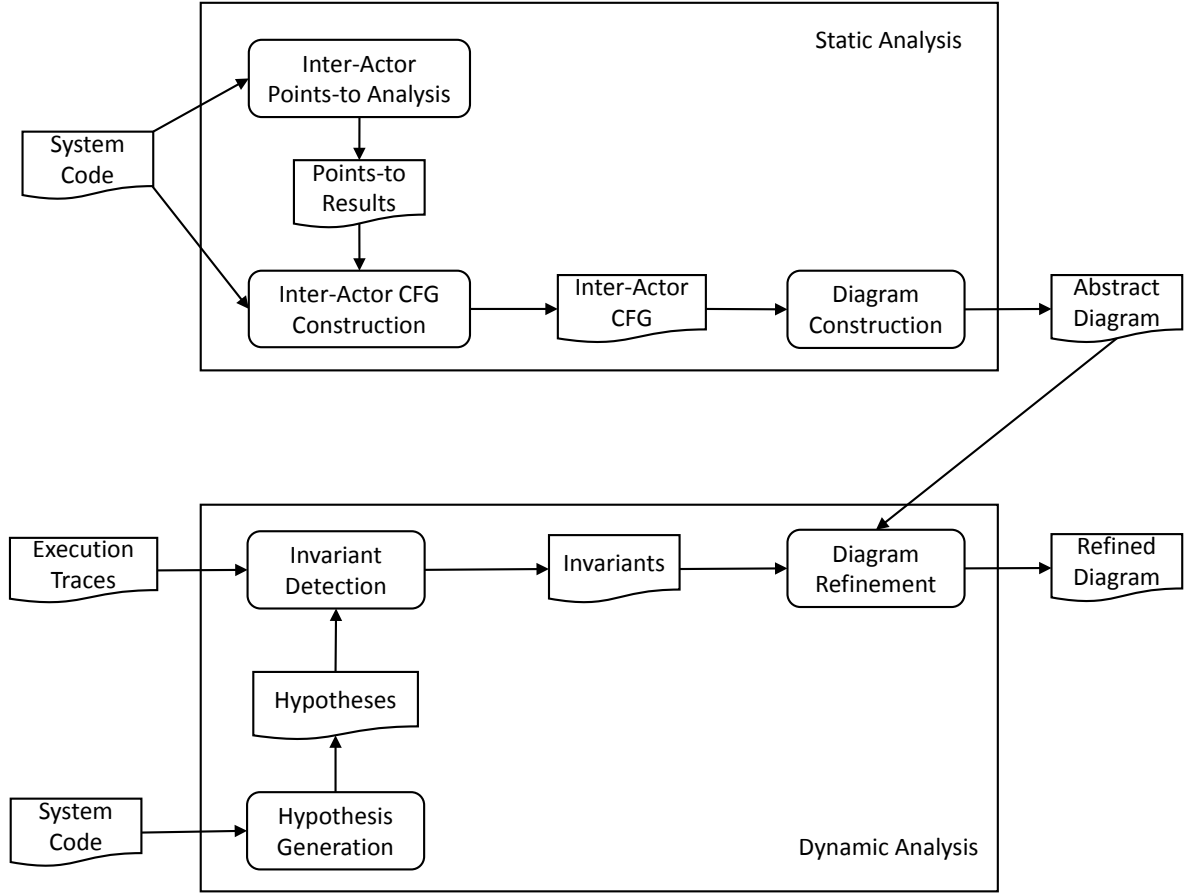 Static Analysis
Inter-Actor
Points-to Analysis
System
Code
Points-to
Results
Inter-Actor CFG
Construction
Inter-Actor
CFG
Diagram
Construction
Abstract
Diagram
Execution
Traces
Invariant
Detection
Invariants
Diagram
Refinement
Refined
Diagram
Hypotheses
System
Code
Hypothesis
Generation
Dynamic Analysis